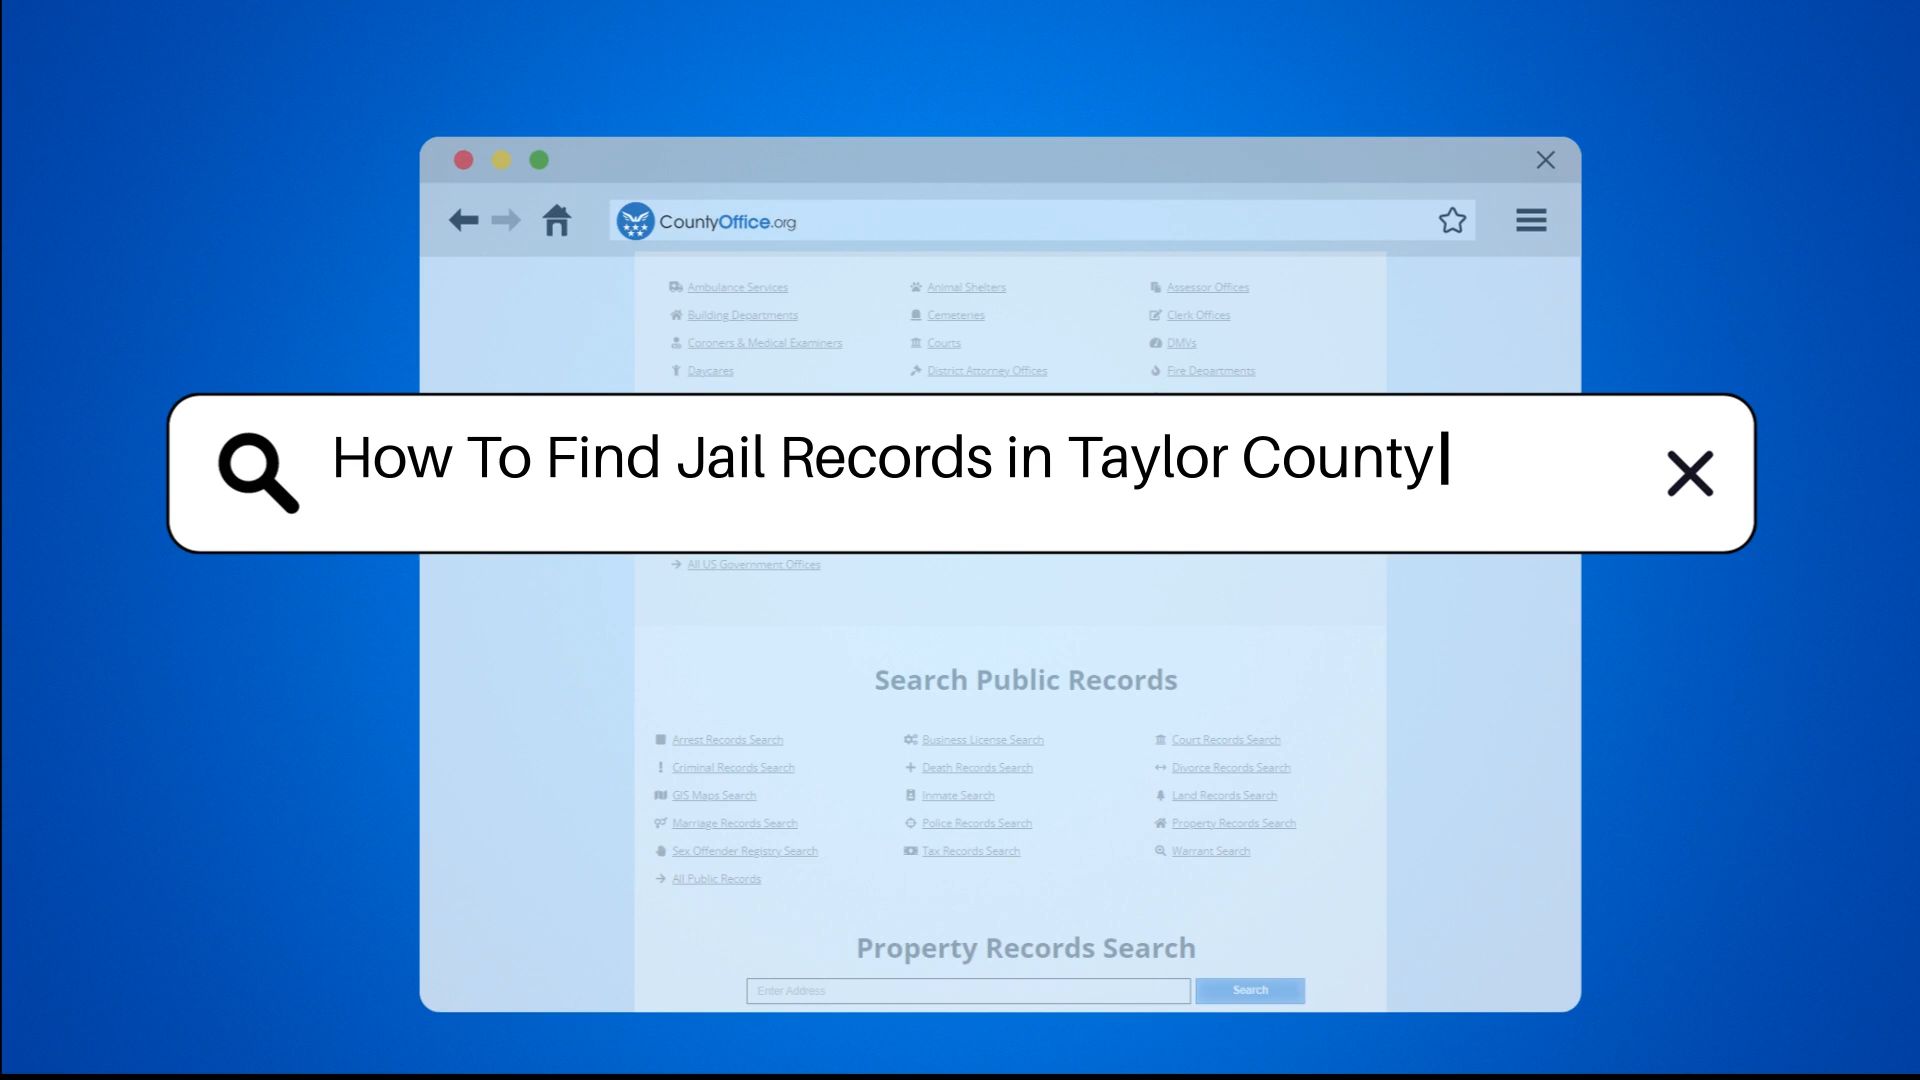 CountyOffice.org
Ambulance Services Animal Shelters Assessor Offices
Building Departments Cemeteries Clerk Offices
Coroners & Medical Examiners Courts DMVs
Daycares District Attorney Offices Fire Departments
How To Find Jail Records in Taylor County
All US Government Offices
Search Public Records
Arrest Records Search Business License Search Court Records Search
Criminal Records Search Death Records Search Divorce Records Search
GIS Maps Search Inmate Search Land Records Search
Marriage Records Search Police Records Search Property Records Search
Sex Offender Registry Search Tax Records Search Warrant Search
All Public Records
Property Records Search
Enter Address Search